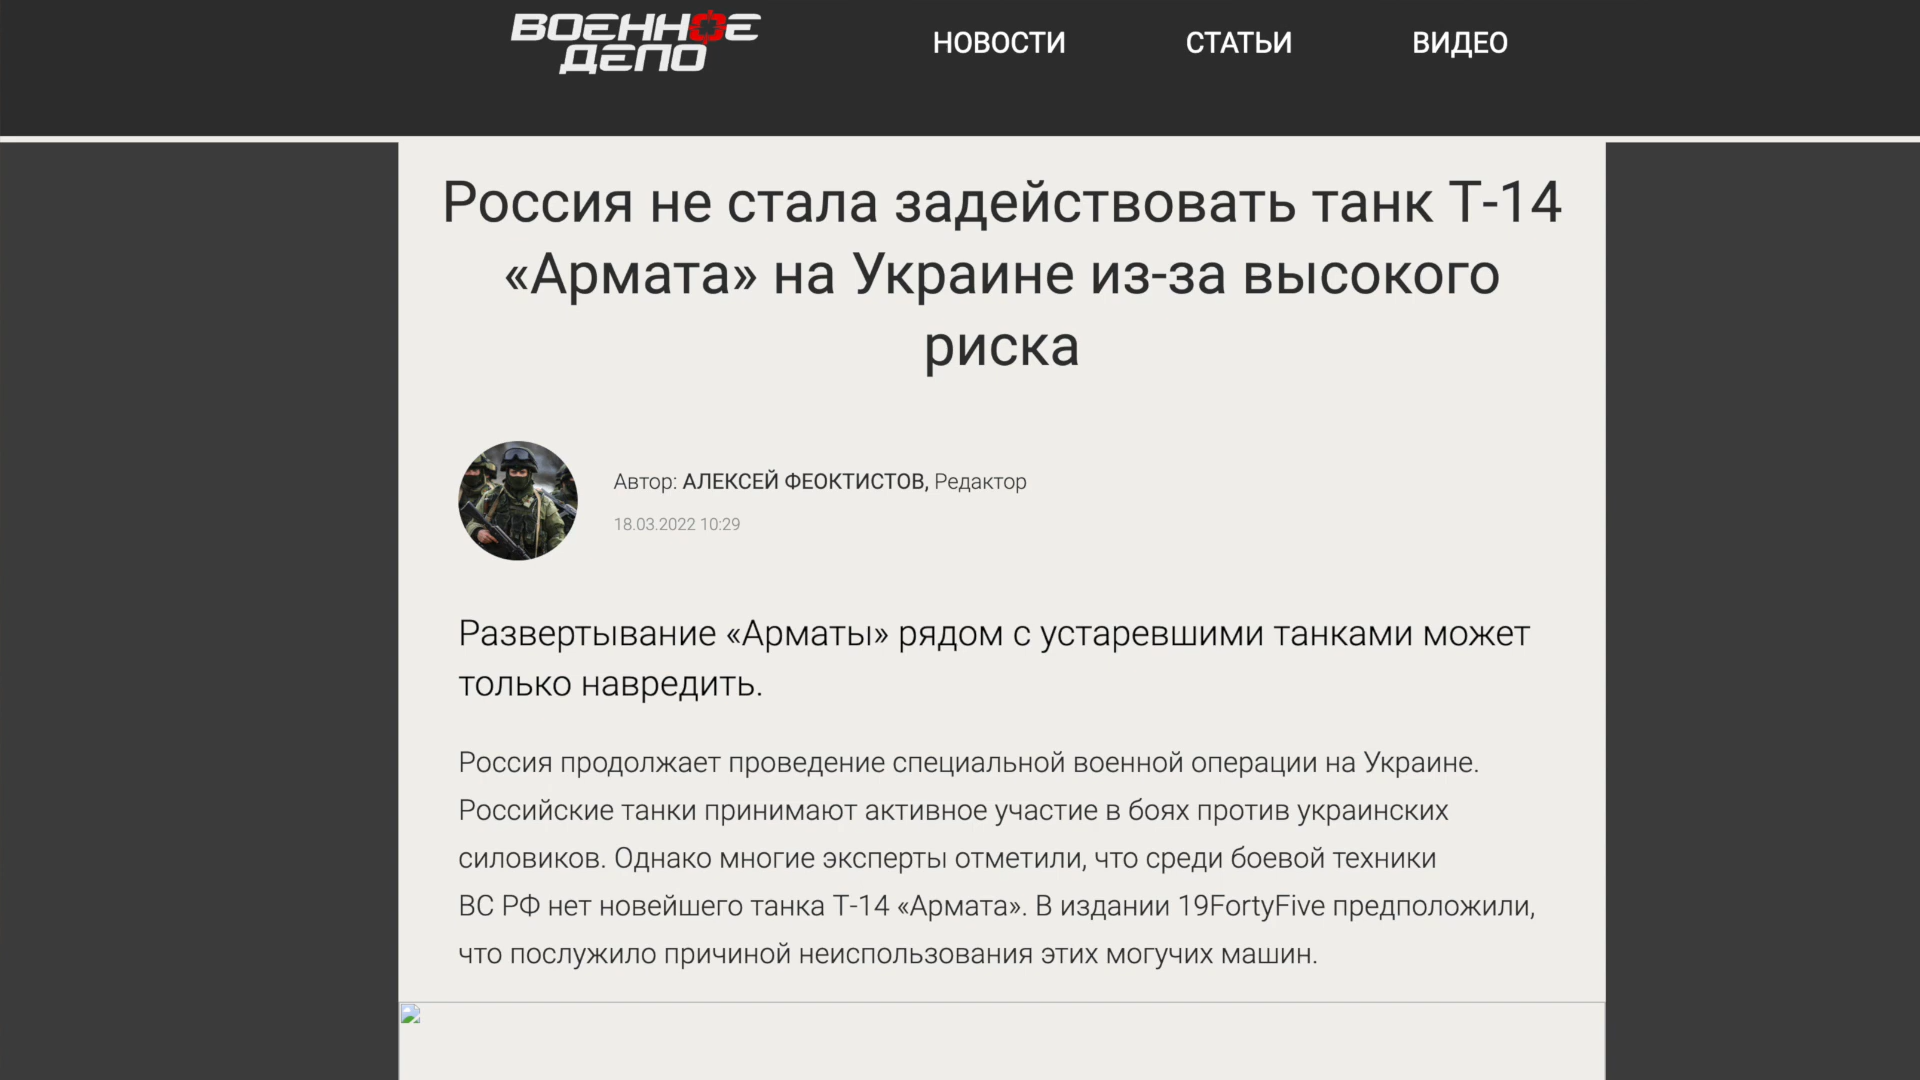 ВОЕННОЕ
ДЕПО
НОВОСТИ
СТАТЬИ
ВИДЕО
Россия не стала задействовать танк Т-14
«Армата» на Украине из-за высокого
риска
Автор: АЛЕКСЕЙ ФЕОКТИСТОВ, Редактор
18.03.2022 10:29
Развертывание «Арматы» рядом с устаревшими танками может
только навредить.
Россия продолжает проведение специальной военной операции на Украине.
Российские танки принимают активное участие в боях против украинских
силовиков. Однако многие эксперты отметили, что среди боевой техники
ВС РФ нет новейшего танка Т-14 «Армата». В издании 19FortyFive предположили,
что послужило причиной неиспользования этих могучих машин.